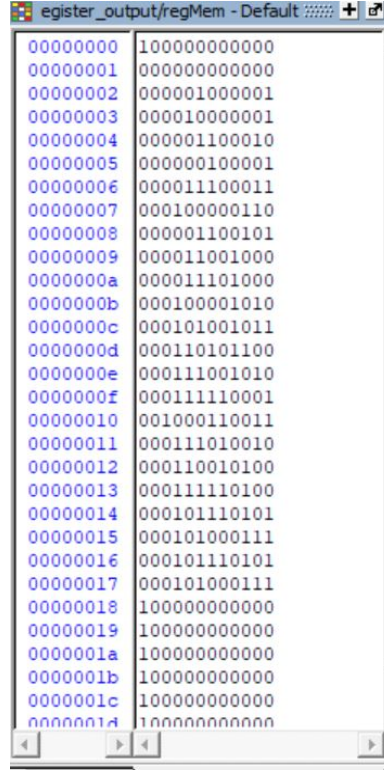 egister_output/regMem - Default
00000000 100000000000
00000001 000000000000
00000002 000001000001
00000003 000010000001
00000004 000001100010
00000005 000000100001
00000006 000011100011
00000007 000100000110
00000008 000001100101
00000009 000011001000
0000000a 000011101000
0000000b 000100001010
0000000c 000101001011
0000000d 000110101100
0000000e 000111001010
0000000f 000111110001
00000010 001000110011
00000011 000111010010
00000012 000110010100
00000013 000111110100
00000014 000101110101
00000015 000101000111
00000016 000101110101
00000017 000101000111
00000018 100000000000
00000019 100000000000
0000001a 100000000000
0000001b 100000000000
0000001c 100000000000
0000001d 100000000000